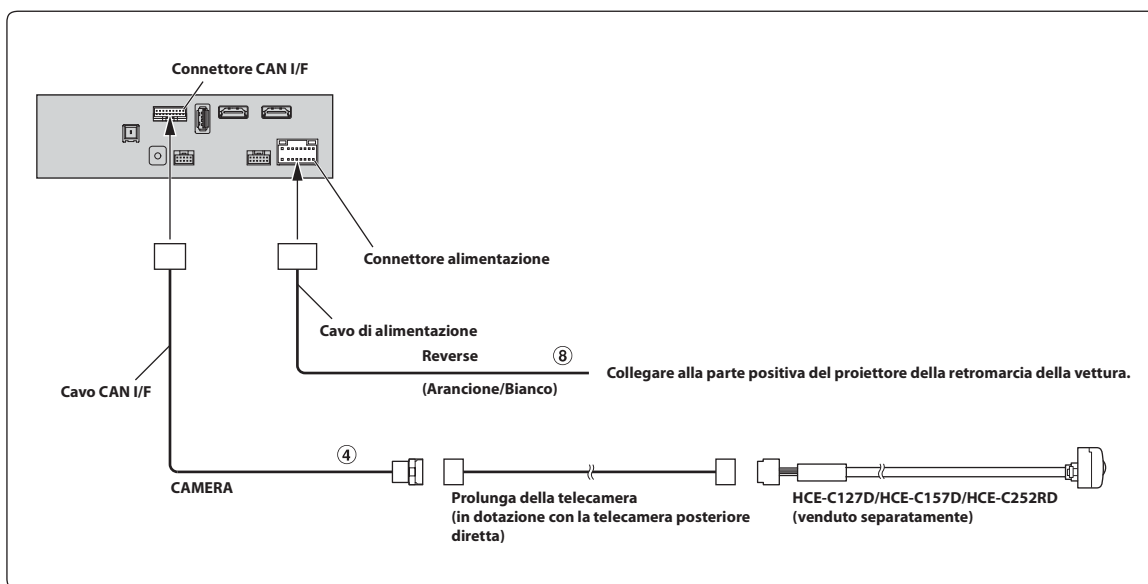 Connettore CAN I/F
Connettore alimentazione
Cavo di alimentazione
Reverse
⑧
(Arancione/Bianco)
Collegare alla parte positiva del proiettore della retromarcia della vettura.
Cavo CAN I/F
④
CAMERA
Prolunga della telecamera
(in dotazione con la telecamera posteriore
diretta)
HCE-C127D/HCE-C157D/HCE-C252RD
(venduto separatamente)